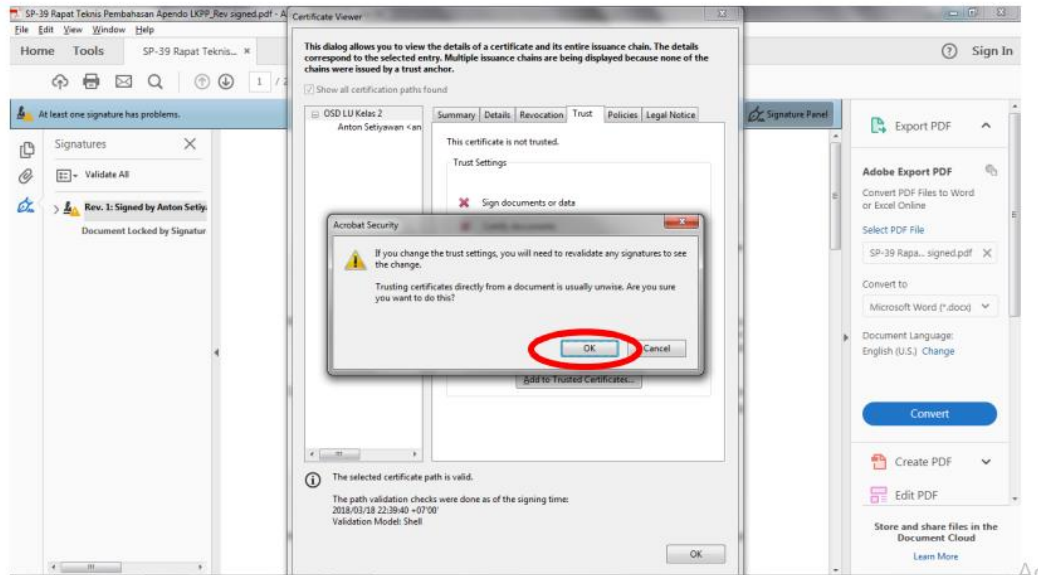 SP-39 Rapat Teknis Pembahasan Apendo LKPP_Rev signed.pdf - A
File Edit View Window Help
Home Tools SP-39 Rapat Teknis... ×
Sign In
1 / 2
At least one signature has problems.
Signature Panel
Signatures
Validate All
Rev. 1: Signed by Anton Setiy
Document Locked by Signatur
Certificate Viewer
This dialog allows you to view the details of a certificate and its entire issuance chain. The details
correspond to the selected entry. Multiple issuance chains are being displayed because none of the
chains were issued by a trust anchor.
Show all certification paths found
OSD LU Kelas 2
Anton Setiyawan <an
Summary Details Revocation Trust Policies Legal Notice
This certificate is not trusted.
Trust Settings
Sign documents or data
Acrobat Security
If you change the trust settings, you will need to revalidate any signatures to see
the change.
Trusting certificates directly from a document is usually unwise. Are you sure
you want to do this?
OK Cancel
Add to Trusted Certificates...
The selected certificate path is valid.
The path validation checks were done as of the signing time:
2018/03/18 22:39:40 +07'00'
Validation Model: Shell
OK
Export PDF
Adobe Export PDF
Convert PDF Files to Word
or Excel Online
Select PDF File
SP-39 Rapa... signed.pdf ×
Convert to
Microsoft Word (*.docx)
Document Language:
English (U.S.) Change
Convert
Create PDF
Edit PDF
Store and share files in the
Document Cloud
Learn More